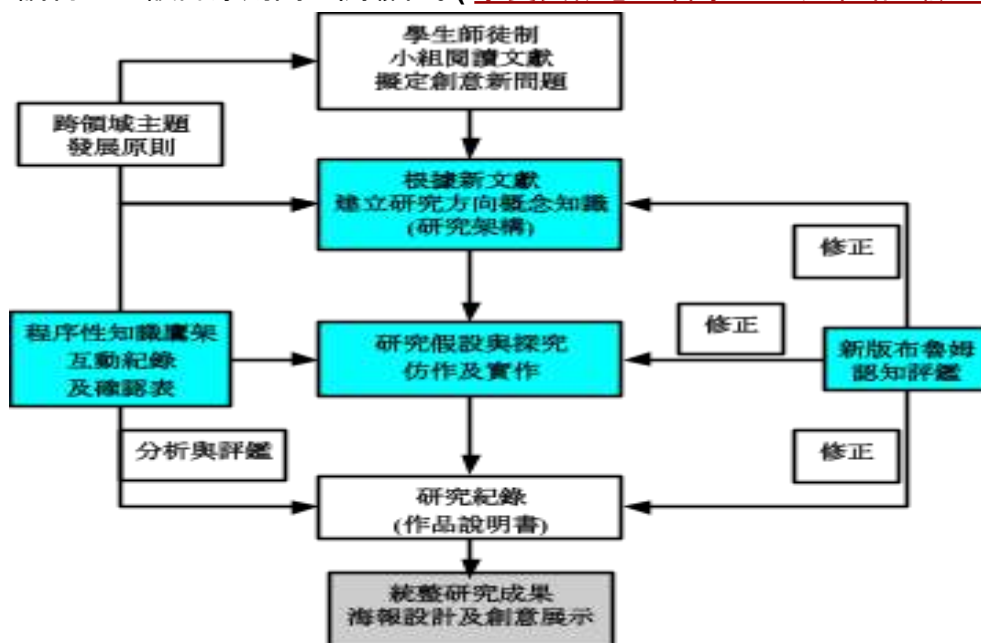 學生師徒制
小組閱讀文獻
擬定創意新問題
跨領域主題
發展原則
根據新文獻
建立研究方向概念知識
(研究架構)
修正
程序性知識鷹架
互動紀錄
及確認表
研究假設與探究
仿作及實作
修正
新版布魯姆
認知評鑑
分析與評鑑
修正
研究紀錄
(作品說明書)
統整研究成果
海報設計及創意展示